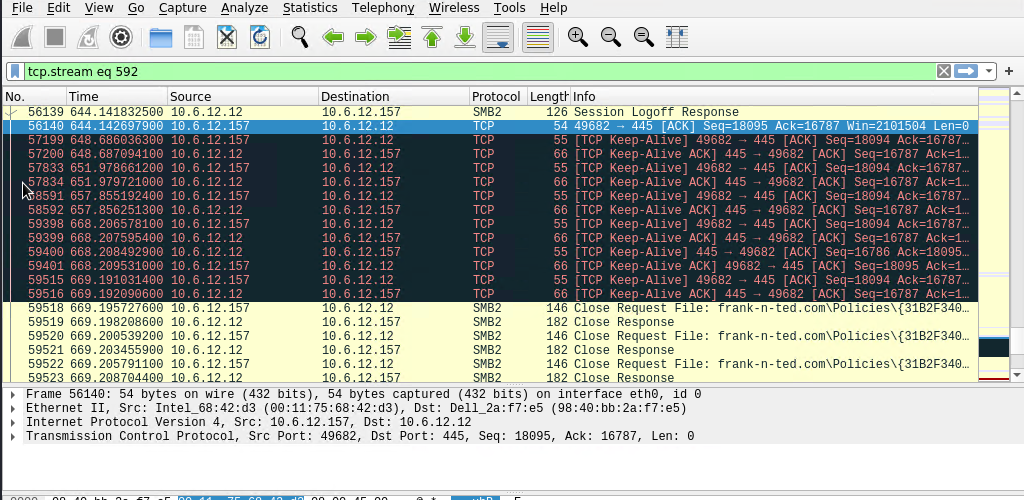 File Edit View Go Capture Analyze Statistics Telephony Wireless Tools Help
tcp.stream eq 592
No. Time Source Destination Protocol Length Info
56139 644.141832500 10.6.12.12 10.6.12.157 SMB2 126 Session Logoff Response
56140 644.142697900 10.6.12.157 10.6.12.12 TCP 54 49682 → 445 [ACK] Seq=18095 Ack=16787 Win=2101504 Len=0
57199 648.686036300 10.6.12.157 10.6.12.12 TCP 55 [TCP Keep-Alive] 49682 → 445 [ACK] Seq=18094 Ack=16787…
57200 648.687094100 10.6.12.12 10.6.12.157 TCP 66 [TCP Keep-Alive ACK] 445 → 49682 [ACK] Seq=16787 Ack=1…
57833 651.978661200 10.6.12.157 10.6.12.12 TCP 55 [TCP Keep-Alive] 49682 → 445 [ACK] Seq=18094 Ack=16787…
57834 651.979721000 10.6.12.12 10.6.12.157 TCP 66 [TCP Keep-Alive ACK] 445 → 49682 [ACK] Seq=16787 Ack=1…
58591 657.855192400 10.6.12.157 10.6.12.12 TCP 55 [TCP Keep-Alive] 49682 → 445 [ACK] Seq=18094 Ack=16787…
58592 657.856251300 10.6.12.12 10.6.12.157 TCP 66 [TCP Keep-Alive ACK] 445 → 49682 [ACK] Seq=16787 Ack=1…
59398 668.206578100 10.6.12.157 10.6.12.12 TCP 55 [TCP Keep-Alive] 49682 → 445 [ACK] Seq=18094 Ack=16787…
59399 668.207595400 10.6.12.12 10.6.12.157 TCP 66 [TCP Keep-Alive ACK] 445 → 49682 [ACK] Seq=16787 Ack=1…
59400 668.208492900 10.6.12.12 10.6.12.157 TCP 55 [TCP Keep-Alive] 445 → 49682 [ACK] Seq=16786 Ack=18095…
59401 668.209531000 10.6.12.157 10.6.12.12 TCP 66 [TCP Keep-Alive ACK] 49682 → 445 [ACK] Seq=18095 Ack=1…
59515 669.191031400 10.6.12.157 10.6.12.12 TCP 55 [TCP Keep-Alive] 49682 → 445 [ACK] Seq=18094 Ack=16787…
59516 669.192090600 10.6.12.12 10.6.12.157 TCP 66 [TCP Keep-Alive ACK] 445 → 49682 [ACK] Seq=16787 Ack=1…
59518 669.195727600 10.6.12.157 10.6.12.12 SMB2 146 Close Request File: frank-n-ted.com\Policies\{31B2F340…
59519 669.198208600 10.6.12.12 10.6.12.157 SMB2 182 Close Response
59520 669.200539200 10.6.12.157 10.6.12.12 SMB2 146 Close Request File: frank-n-ted.com\Policies\{31B2F340…
59521 669.203455900 10.6.12.12 10.6.12.157 SMB2 182 Close Response
59522 669.205791100 10.6.12.157 10.6.12.12 SMB2 146 Close Request File: frank-n-ted.com\Policies\{31B2F340…
59523 669.208704400 10.6.12.12 10.6.12.157 SMB2 182 Close Response
Frame 56140: 54 bytes on wire (432 bits), 54 bytes captured (432 bits) on interface eth0, id 0
Ethernet II, Src: Intel_68:42:d3 (00:11:75:68:42:d3), Dst: Dell_2a:f7:e5 (98:40:bb:2a:f7:e5)
Internet Protocol Version 4, Src: 10.6.12.157, Dst: 10.6.12.12
Transmission Control Protocol, Src Port: 49682, Dst Port: 445, Seq: 18095, Ack: 16787, Len: 0